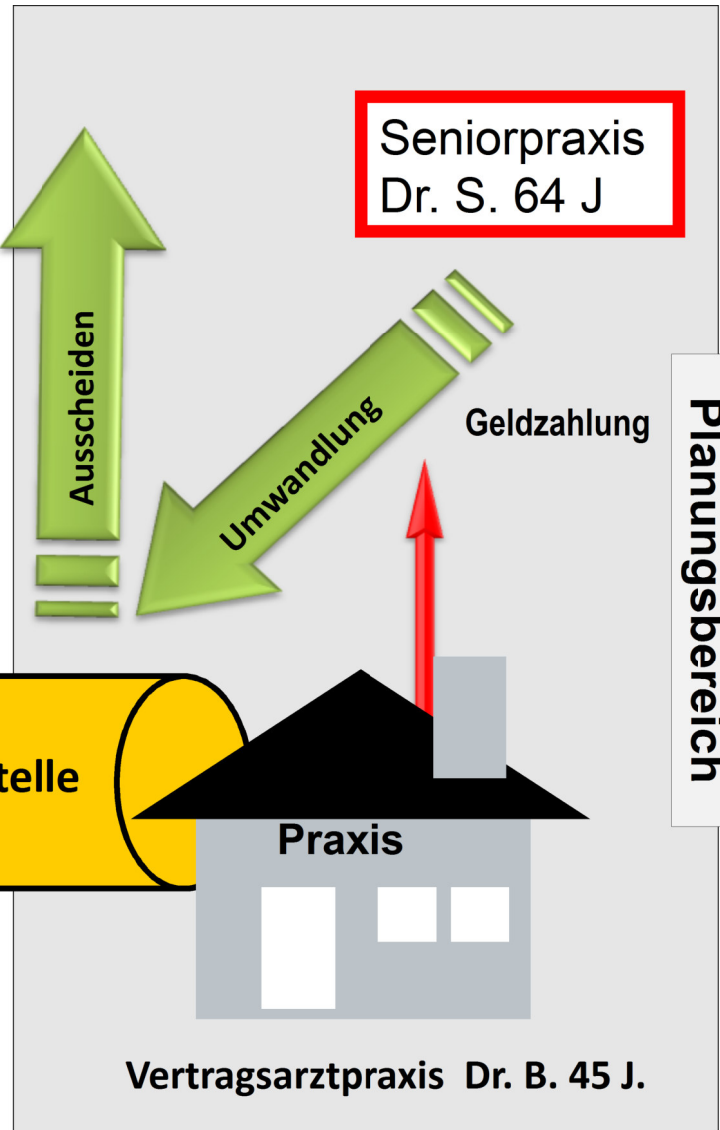 Seniorpraxis
Dr. S. 64 J
Ausscheiden
Umwandlung
Geldzahlung
Planungsbereich
telle
Praxis
Vertragsarztpraxis Dr. B. 45 J.